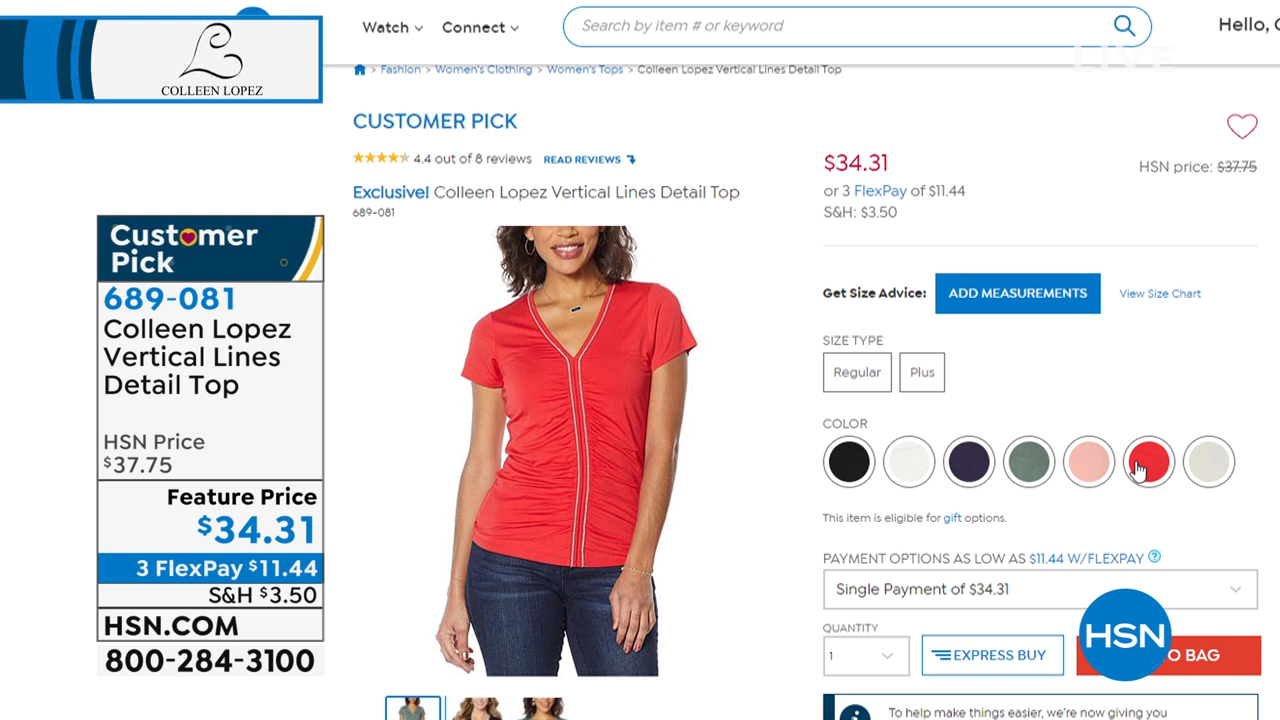 COLLEEN LOPEZ
Watch
Connect
Search by item # or keyword
Hello,
LIVE
> Fashion > Women's Clothing > Women's Tops > Colleen Lopez Vertical Lines Detail Top
CUSTOMER PICK
4.4 out of 8 reviews READ REVIEWS
Exclusive! Colleen Lopez Vertical Lines Detail Top
689-081
Customer
Pick
689-081
Colleen Lopez
Vertical Lines
Detail Top
HSN Price
$37.75
Feature Price
$34.31
3 FlexPay $11.44
S&H $3.50
HSN.COM
800-284-3100
$34.31
HSN price: $37.75
or 3 FlexPay of $11.44
S&H: $3.50
Get Size Advice: ADD MEASUREMENTS View Size Chart
SIZE TYPE
Regular Plus
COLOR
This item is eligible for gift options.
PAYMENT OPTIONS AS LOW AS $11.44 W/FLEXPAY ?
Single Payment of $34.31
QUANTITY
1
EXPRESS BUY
HSN
O BAG
i To help make things easier, we're now giving you